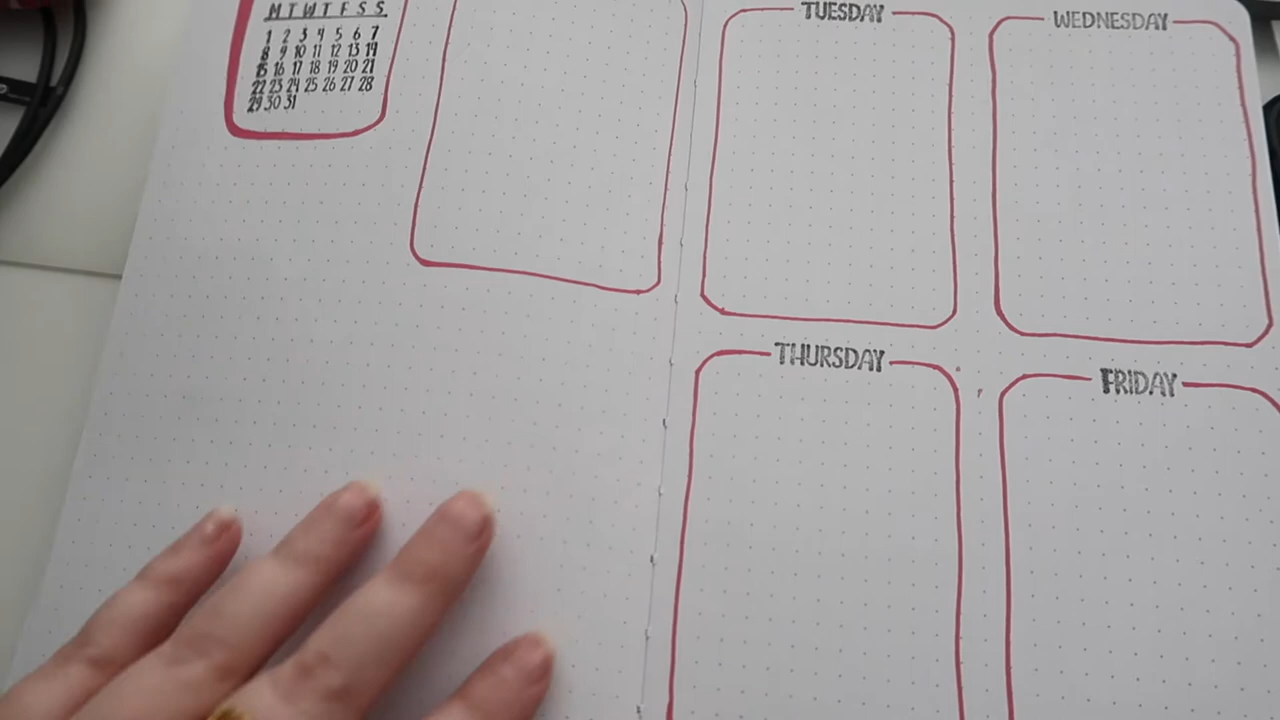 M T W T F S S
1 2 3 4 5 6 7
8 9 10 11 12 13 14
15 16 17 18 19 20 21
22 23 24 25 26 27 28
29 30 31
TUESDAY
WEDNESDAY
THURSDAY
FRIDAY